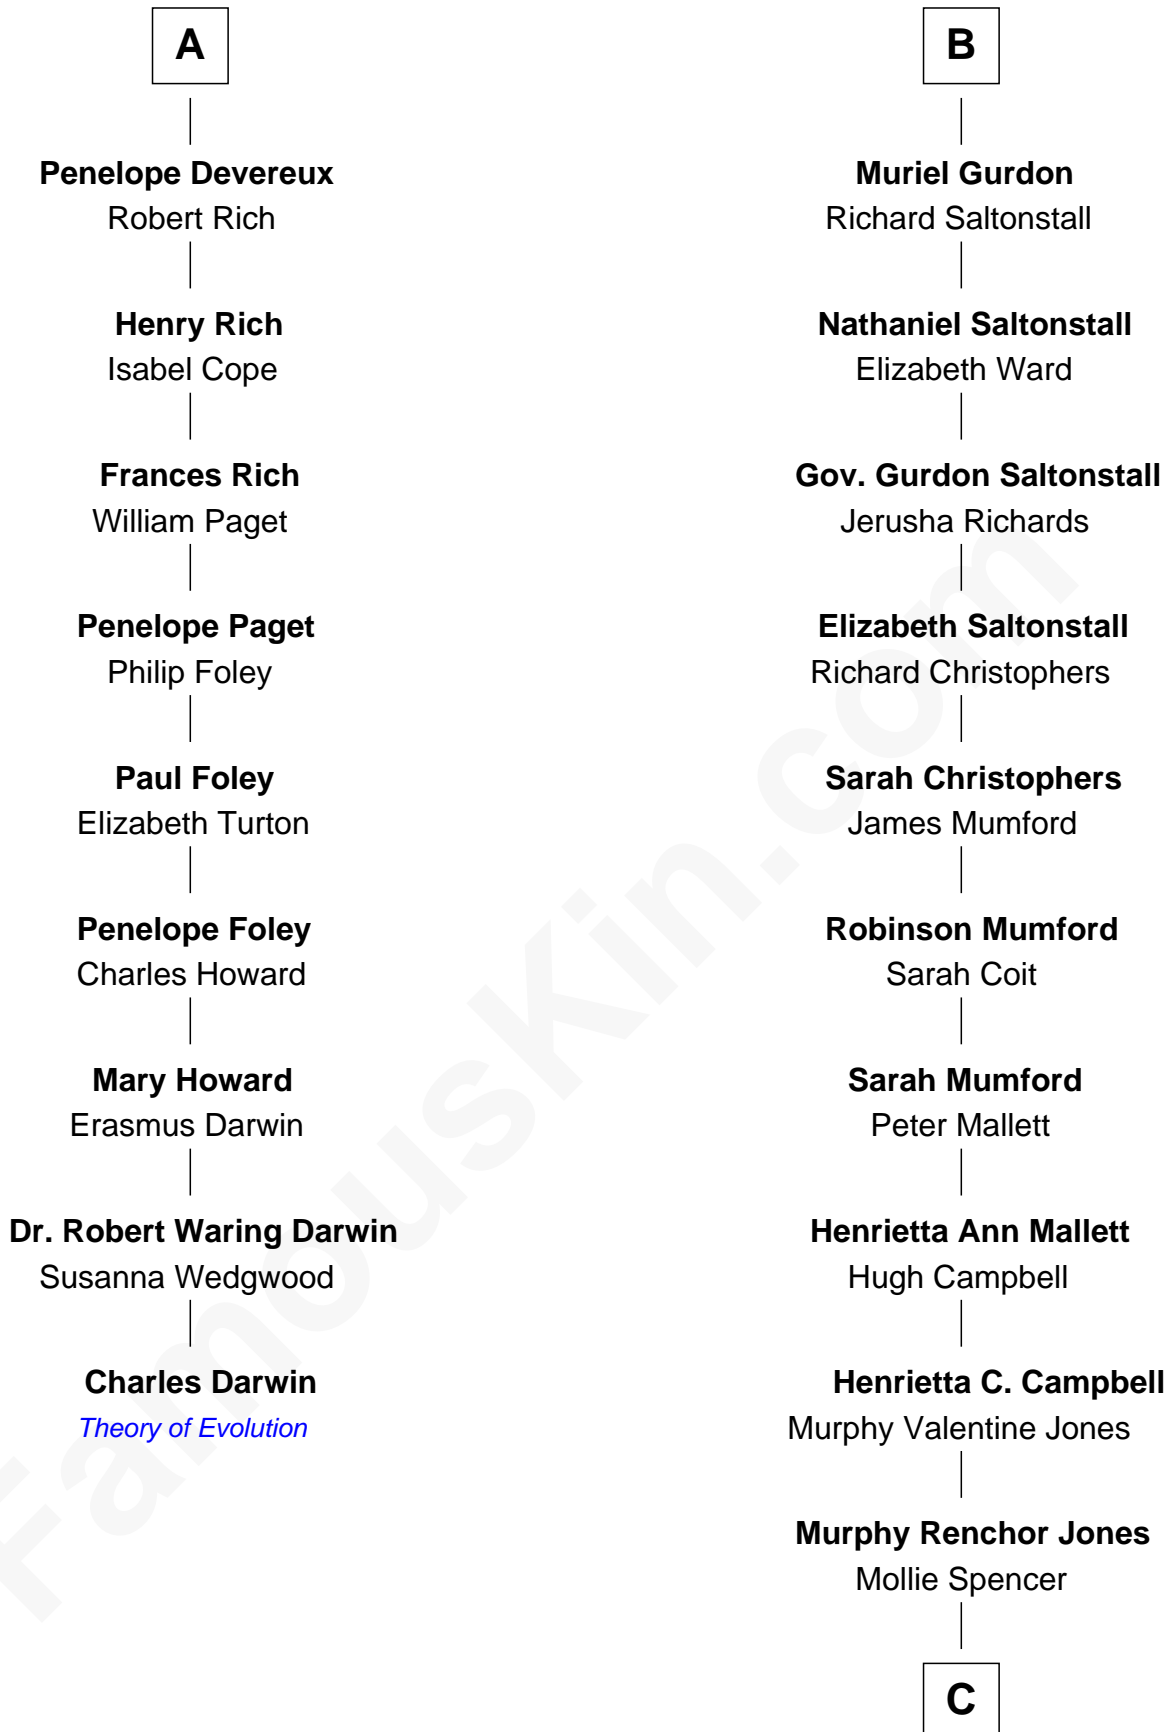 A
Penelope Devereux
Robert Rich
Henry Rich
Isabel Cope
Frances Rich
William Paget
Penelope Paget
Philip Foley
Paul Foley
Elizabeth Turton
Penelope Foley
Charles Howard
Mary Howard
Erasmus Darwin
Dr. Robert Waring Darwin
Susanna Wedgwood
Charles Darwin
Theory of Evolution
B
Muriel Gurdon
Richard Saltonstall
Nathaniel Saltonstall
Elizabeth Ward
Gov. Gurdon Saltonstall
Jerusha Richards
Elizabeth Saltonstall
Richard Christophers
Sarah Christophers
James Mumford
Robinson Mumford
Sarah Coit
Sarah Mumford
Peter Mallett
Henrietta Ann Mallett
Hugh Campbell
Henrietta C. Campbell
Murphy Valentine Jones
Murphy Renchor Jones
Mollie Spencer
C
FamousKin.com